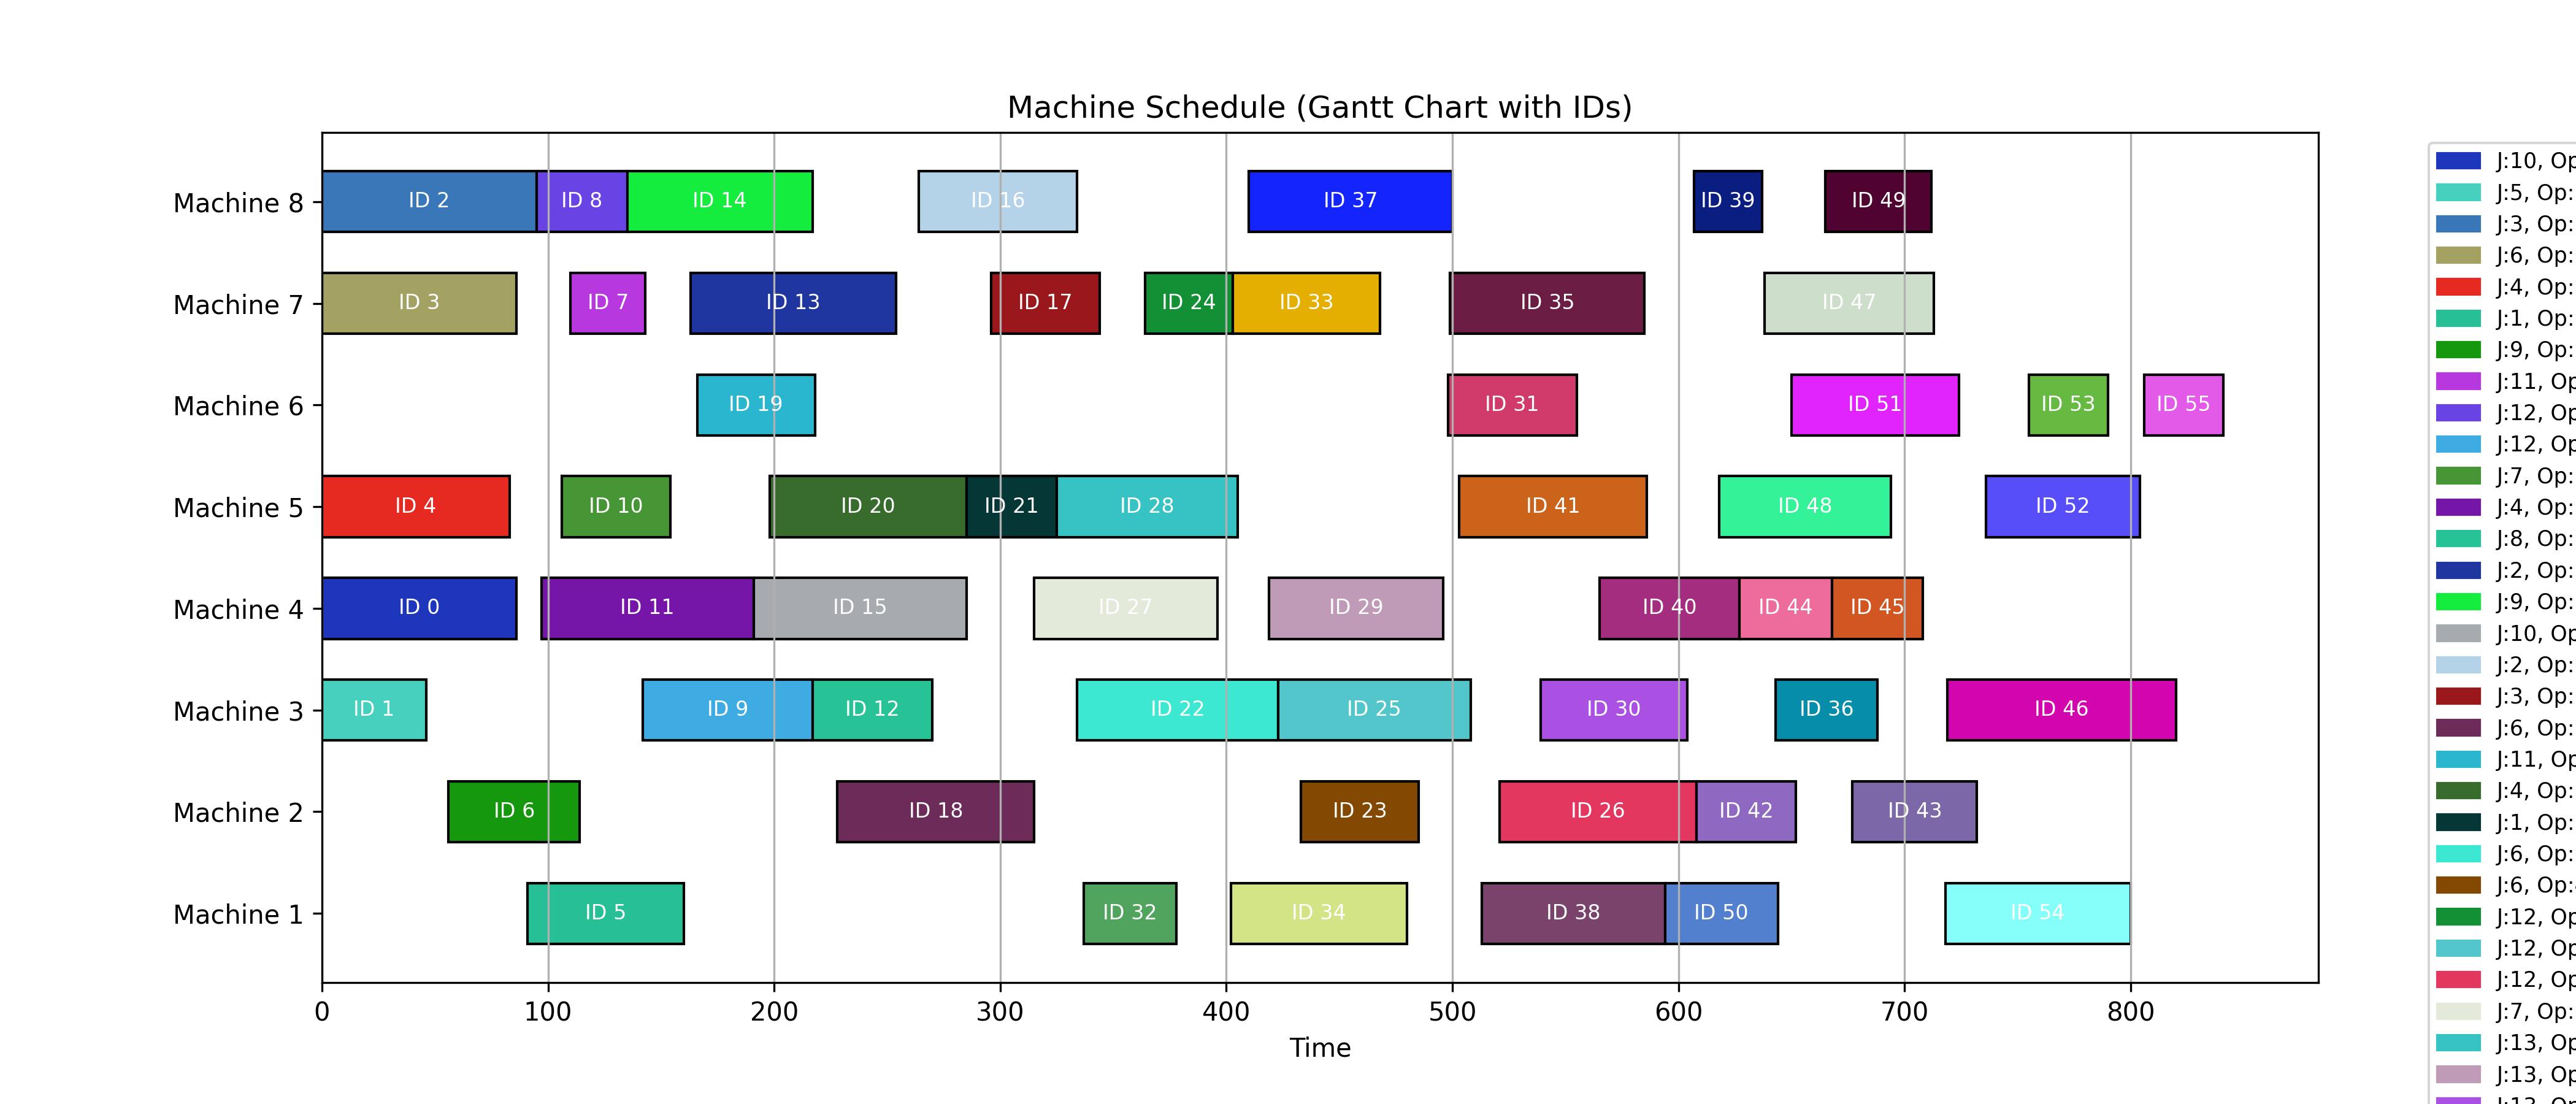 Machine Schedule (Gantt Chart with IDs)
Machine 8
ID 2
ID 8
ID 14
ID 16
ID 37
ID 39
ID 49
Machine 7
ID 3
ID 7
ID 13
ID 17
ID 24
ID 33
ID 35
ID 47
Machine 6
ID 19
ID 31
ID 51
ID 53
ID 55
Machine 5
ID 4
ID 10
ID 20
ID 21
ID 28
ID 41
ID 48
ID 52
Machine 4
ID 0
ID 11
ID 15
ID 27
ID 29
ID 40
ID 44
ID 45
Machine 3
ID 1
ID 9
ID 12
ID 22
ID 25
ID 30
ID 36
ID 46
Machine 2
ID 6
ID 18
ID 23
ID 26
ID 42
ID 43
Machine 1
ID 5
ID 32
ID 34
ID 38
ID 50
ID 54
0 100 200 300 400 500 600 700 800
Time
J:10, Op
J:5, Op:
J:3, Op:
J:6, Op:
J:4, Op:
J:1, Op:
J:9, Op:
J:11, Op
J:12, Op
J:12, Op
J:7, Op:
J:4, Op:
J:8, Op:
J:2, Op:
J:9, Op:
J:10, Op
J:2, Op:
J:3, Op:
J:6, Op:
J:11, Op
J:4, Op:
J:1, Op:
J:6, Op:
J:6, Op:
J:12, Op
J:12, Op
J:12, Op
J:7, Op:
J:13, Op
J:13, Op